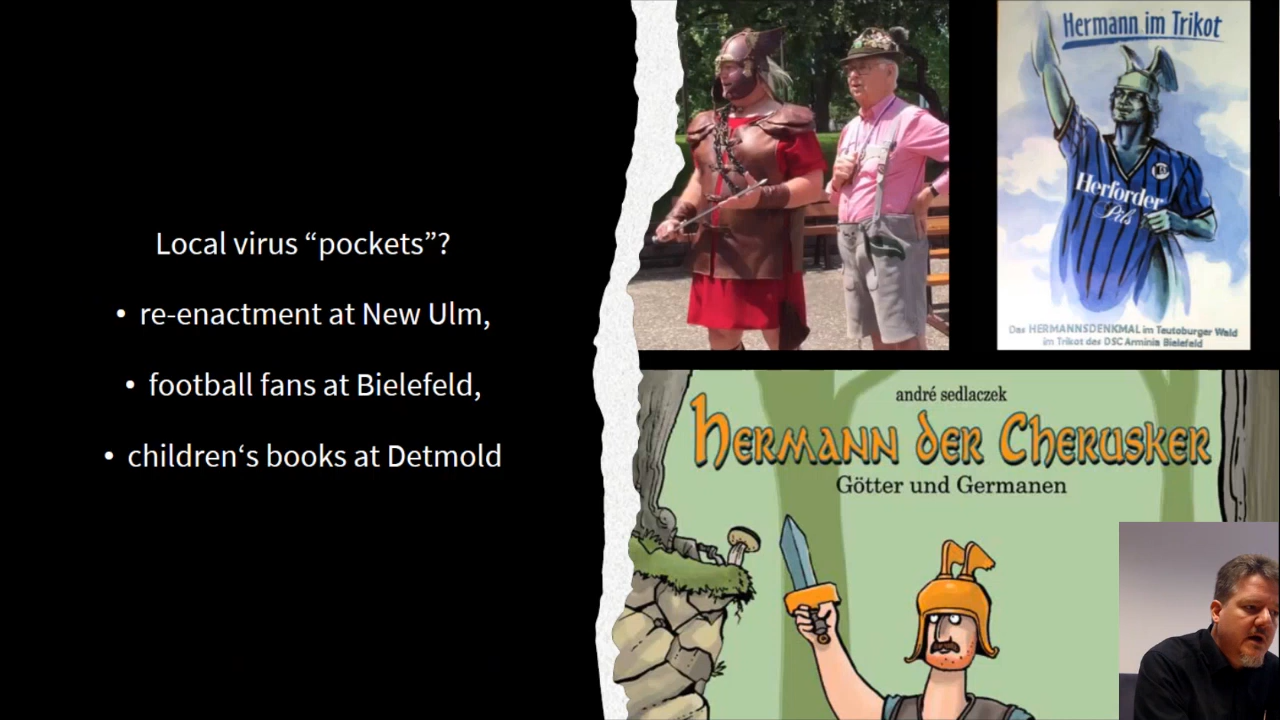 Local virus “pockets”?
• re-enactment at New Ulm,
• football fans at Bielefeld,
• children‘s books at Detmold
Hermann im Trikot
Herforder
Pils
Das HERMANNSDENKMAL im Teutoburger Wald
im Trikot des DSC Arminia Bielefeld
andré sedlaczek
Hermann der Cherusker
Götter und Germanen